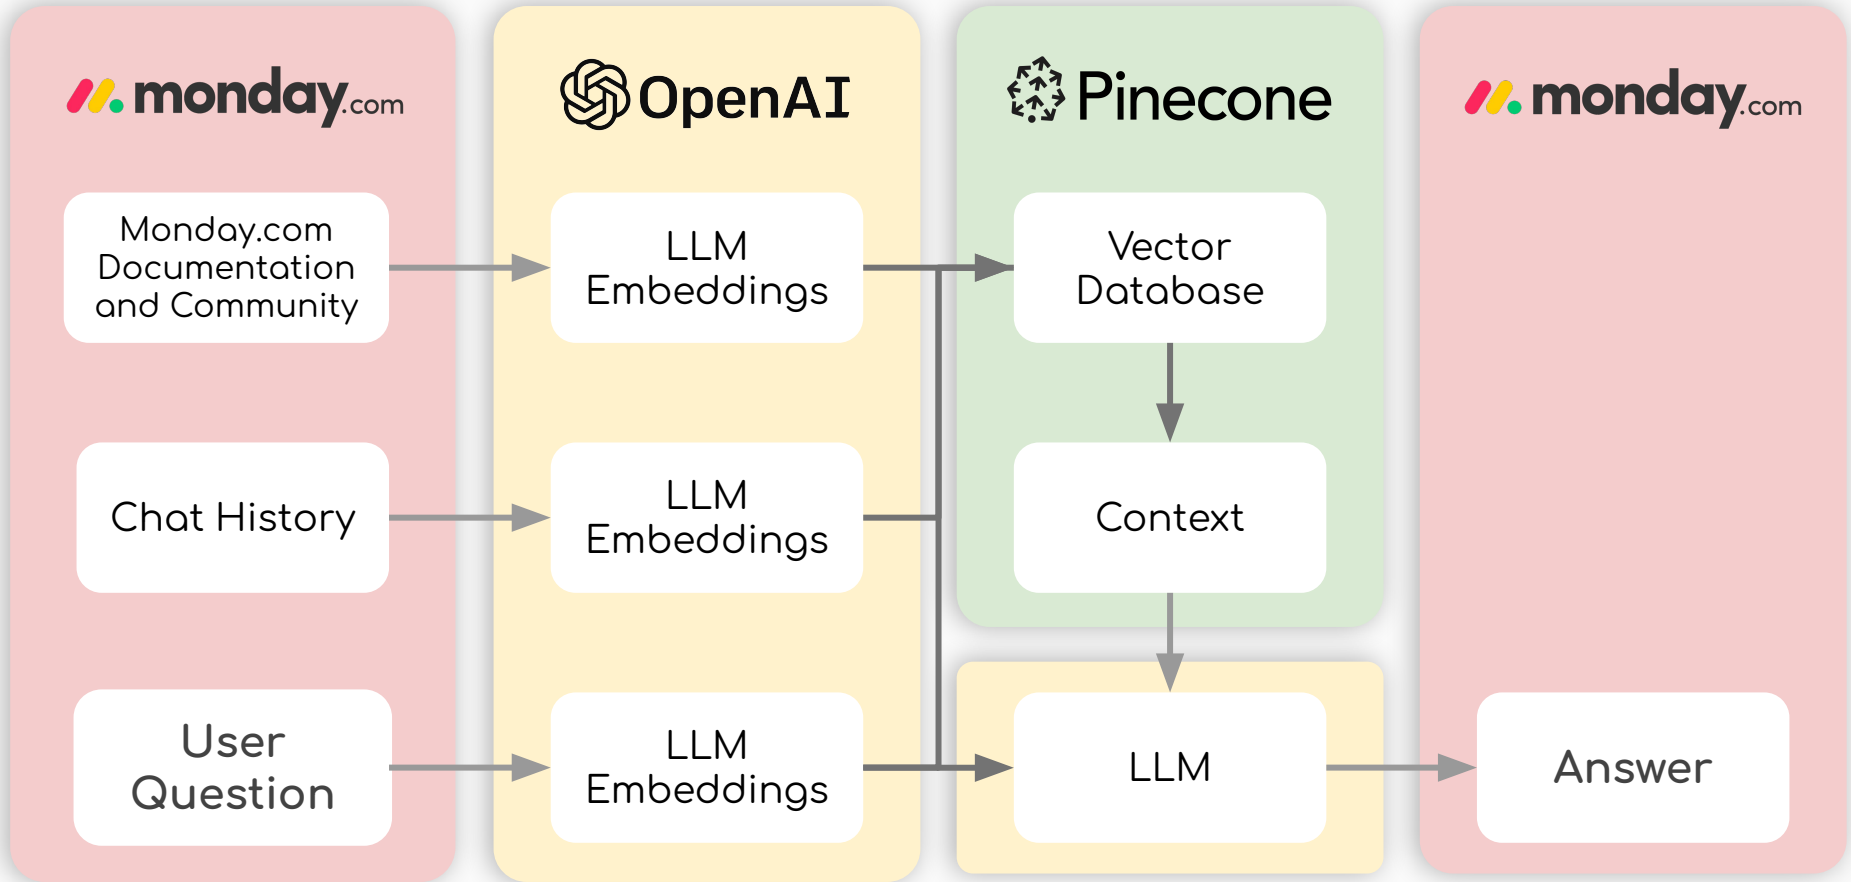 monday.com
OpenAI
Pinecone
monday.com
Monday.com
Documentation
and Community
LLM
Embeddings
Vector
Database
Chat History
LLM
Embeddings
Context
User
Question
LLM
Embeddings
LLM
Answer